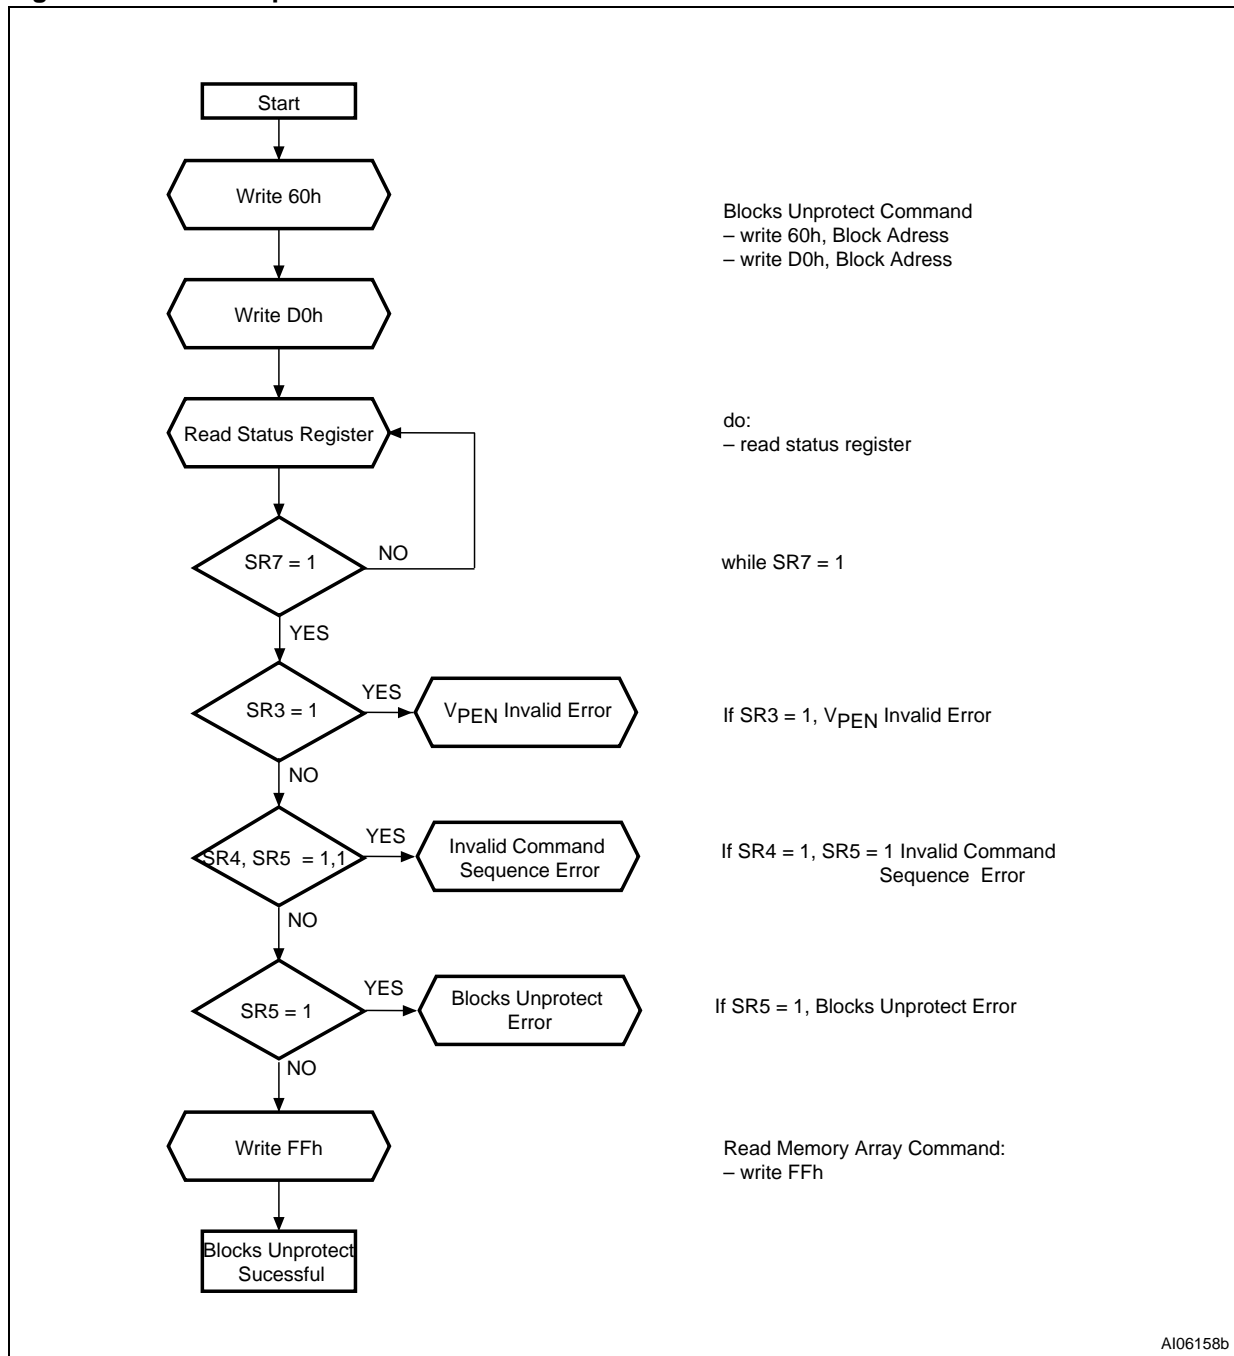 Start
Write 60h
Blocks Unprotect Command
– write 60h, Block Adress
– write D0h, Block Adress
Write D0h
Read Status Register
do:
– read status register
SR7 = 1
NO
while SR7 = 1
YES
SR3 = 1
YES
VPEN Invalid Error
If SR3 = 1, VPEN Invalid Error
NO
SR4, SR5 = 1,1
YES
Invalid Command
Sequence Error
If SR4 = 1, SR5 = 1 Invalid Command
Sequence Error
NO
SR5 = 1
YES
Blocks Unprotect
Error
If SR5 = 1, Blocks Unprotect Error
NO
Write FFh
Read Memory Array Command:
– write FFh
Blocks Unprotect
Sucessful
AI06158b